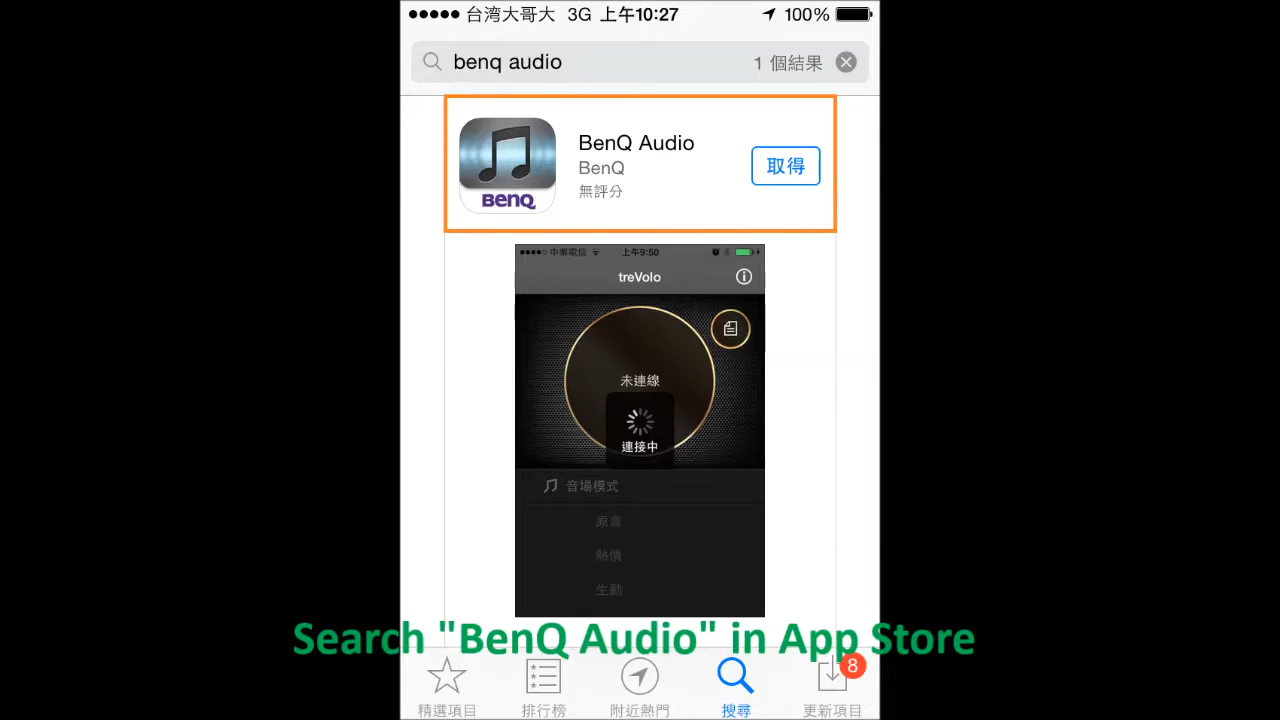 台湾大哥大 3G 上午10:27 100%
benq audio 1 個結果
BenQ Audio
BenQ
無評分
取得
BenQ
中華電信 上午9:50
treVolo
未連線
連接中
音場模式
原音
熱情
生動
Search "BenQ Audio" in App Store
8
精選項目 排行榜 附近熱門 搜尋 更新項目